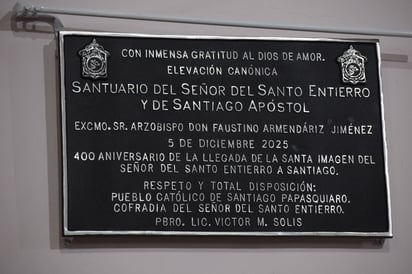 CON INMENSA GRATITUD AL DIOS DE AMOR.
ELEVACIÓN CANÓNICA
SANTUARIO DEL SEÑOR DEL SANTO ENTIERRO
Y DE SANTIAGO APÓSTOL
EXCMO. SR. ARZOBISPO DON FAUSTINO ARMENDÁRIZ JIMÉNEZ
5 DE DICIEMBRE 2025
400 ANIVERSARIO DE LA LLEGADA DE LA SANTA IMAGEN DEL
SEÑOR DEL SANTO ENTIERRO A SANTIAGO.
RESPETO Y TOTAL DISPOSICIÓN:
PUEBLO CATÓLICO DE SANTIAGO PAPASQUIARO.
COFRADIA DEL SEÑOR DEL SANTO ENTIERRO.
PBRO. LIC. VICTOR M. SOLIS